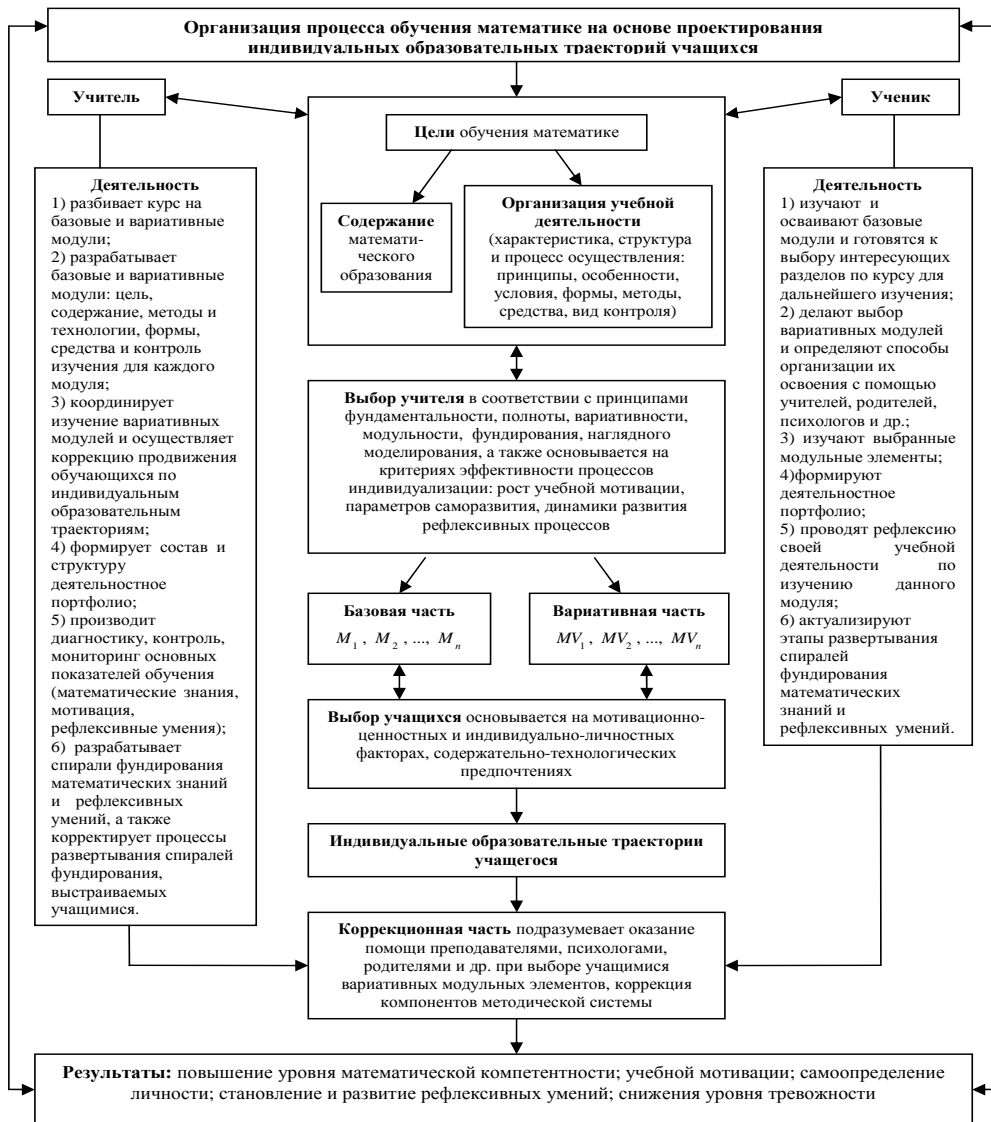 Организация процесса обучения математике на основе проектирования
индивидуальных образовательных траекторий учащихся
Учитель
Ученик
Цели обучения математике
Содержание
матема­ти-
ческого
образования
Организация учебной
деятельности
(характеристика, структура
и процесс осуществления:
принципы, особенности,
условия, формы, методы,
средства, вид контроля)
Деятельность
1) разбивает курс на
базовые и вариативные
модули;
2) разрабатывает
базовые и вариативные
модули: цель,
содержание, методы и
технологии, формы,
средства и контроль
изучения для каждого
модуля;
3) координирует
изучение вариативных
модулей и осуществляет
коррекцию продвижения
обучающихся по
индивидуальным
образовательным
траекториям;
4) формирует состав и
структуру
деятельностное
портфолио;
5) производит
диагностику, контроль,
мониторинг основных
показателей обучения
(математические знания,
мотивация,
рефлексивные умения);
6) разрабатывает
спирали фундирования
математических знаний
и рефлексивных
умений, а также
корректирует процессы
развертывания спиралей
фундирования,
выстраиваемых
учащимися.
Деятельность
1) изучают и
осваивают базовые
модули и готовятся к
выбору интересующих
разделов по курсу для
дальнейшего изучения;
2) делают выбор
вариативных модулей
и определяют способы
организации их
освоения с помощью
учителей, родителей,
психологов и др.;
3) изучают выбранные
модульные элементы;
4)формируют
деятельностное
портфолио;
5) проводят рефлексию
своей учебной
деятельности по
изучению данного
модуля;
6) актуализируют
этапы развертывания
спиралей
фундирования
математических
знаний и
рефлексивных умений.
Выбор учителя в соответствии с принципами
фундаментальности, полноты, вариативности,
модульности, фундирования, наглядного
моделирования, а также основывается на
критериях эффективности процессов
индивидуализации: рост учебной мотивации,
параметров саморазвития, динамики развития
рефлексивных процессов
Базовая часть
M1 , M2 , ..., Mn
Вариативная часть
MV1 , MV2 , ..., MVn
Выбор учащихся основывается на мотивационно-
ценностных и индивидуально-личностных
факторах, содержательно-технологических
предпочтениях
Индивидуальные образовательные траектории
учащегося
Коррекционная часть подразумевает оказание
помощи преподавателями, психологами,
родителями и др. при выборе учащимися
вариативных модульных элементов, коррекция
компонентов методической системы
Результаты: повышение уровня математической компетентности; учебной мотивации; самоопределение
личности; становление и развитие рефлексивных умений; снижения уровня тревожности